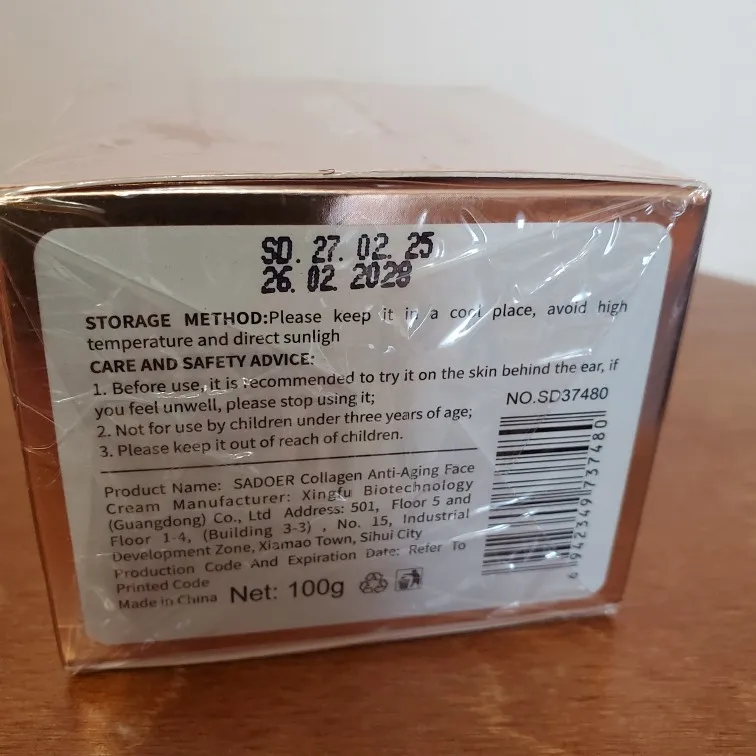 SD. 27. 02. 25
26. 02. 2028
STORAGE METHOD:Please keep it in a cool place, avoid high
temperature and direct sunligh
CARE AND SAFETY ADVICE:
1. Before use, it is recommended to try it on the skin behind the ear, if
you feel unwell, please stop using it;
2. Not for use by children under three years of age;
3. Please keep it out of reach of children.
NO.SD37480
Product Name: SADOER Collagen Anti-Aging Face
Cream Manufacturer: Xingfu Biotechnology
(Guangdong) Co., Ltd Address: 501, Floor 5 and
Floor 1-4, (Building 3-3) , No. 15, Industrial
Development Zone, Xiamao Town, Sihui City
Production Code And Expiration Date: Refer To
Printed Code
Made in China Net: 100g
6 942349 737480